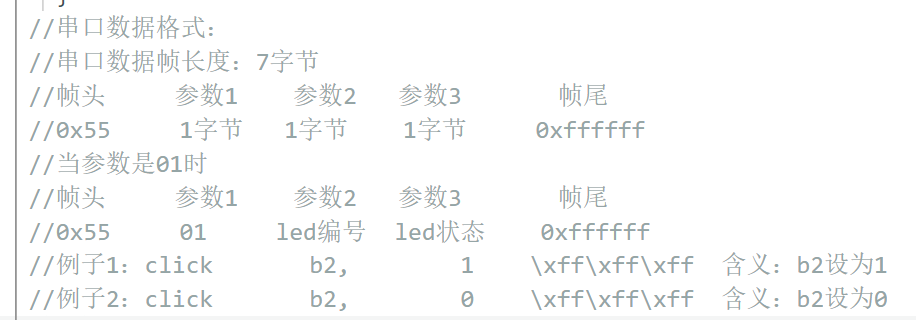 //串口数据格式：
//串口数据帧长度：7字节
//帧头 参数1 参数2 参数3 帧尾
//0x55 1字节 1字节 1字节 0xffffff
//当参数是01时
//帧头 参数1 参数2 参数3 帧尾
//0x55 01 led编号 led状态 0xffffff
//例子1：click b2, 1 \xff\xff\xff 含义：b2设为1
//例子2：click b2, 0 \xff\xff\xff 含义：b2设为0